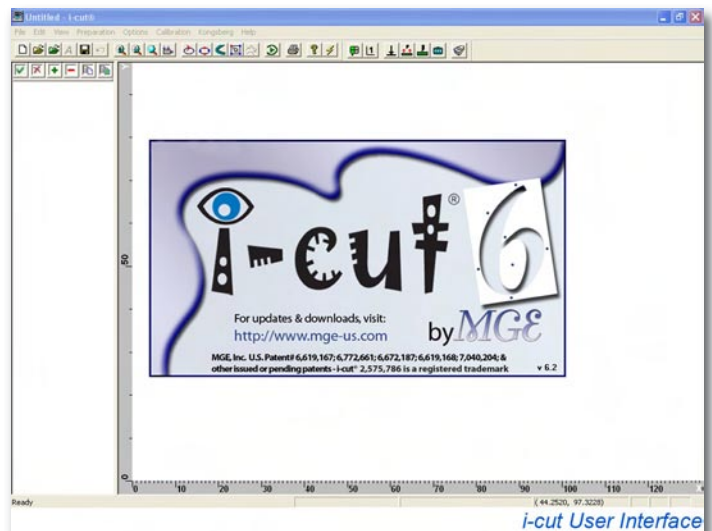 Untitled - i-cut®
File Edit View Preparation Options Calibration Kongsberg Help
i-cut® 6
For updates & downloads, visit:
http://www.mge-us.com
by MGE
MGE, Inc. U.S. Patent# 6,619,167; 6,772,661; 6,672,187; 6,619,168; 7,040,204; &
other issued or pending patents - i-cut® 2,575,786 is a registered trademark v 6.2
50
0
0 10 20 30 40 50 60 70 80 90 100 110 120
Ready ( 44.2520, 97.3228)
i-cut User Interface